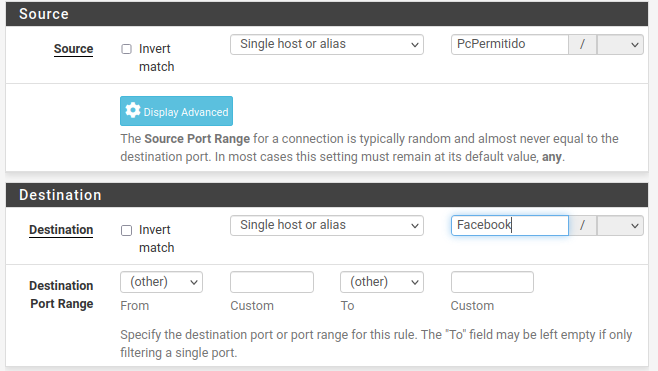 Source
Source
Invert match
Single host or alias
PcPermitido
/
Display Advanced
The Source Port Range for a connection is typically random and almost never equal to the
destination port. In most cases this setting must remain at its default value, any.
Destination
Destination
Invert match
Single host or alias
Facebook
/
Destination Port Range
(other)
(other)
From
Custom
To
Custom
Specify the destination port or port range for this rule. The "To" field may be left empty if only
filtering a single port.